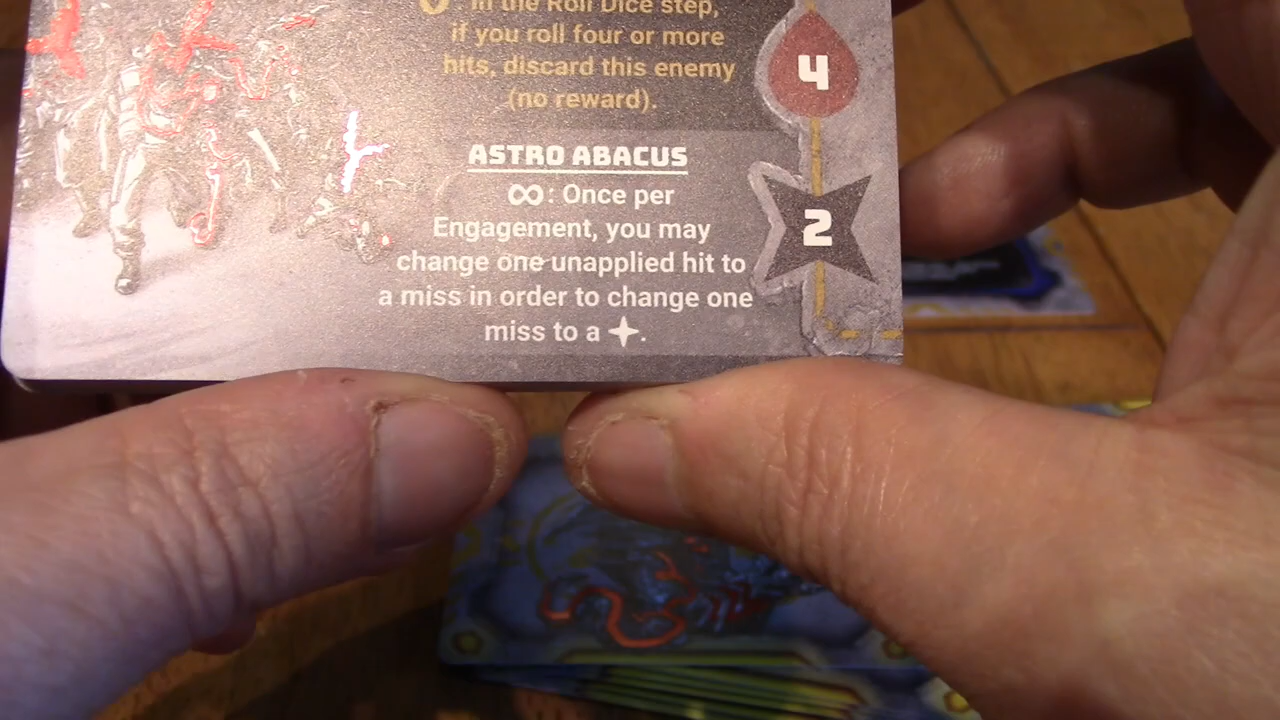 : In the Roll Dice step,
if you roll four or more
hits, discard this enemy
(no reward).
4
ASTRO ABACUS
∞: Once per
Engagement, you may
change one unapplied hit to
a miss in order to change one
miss to a ✦.
2